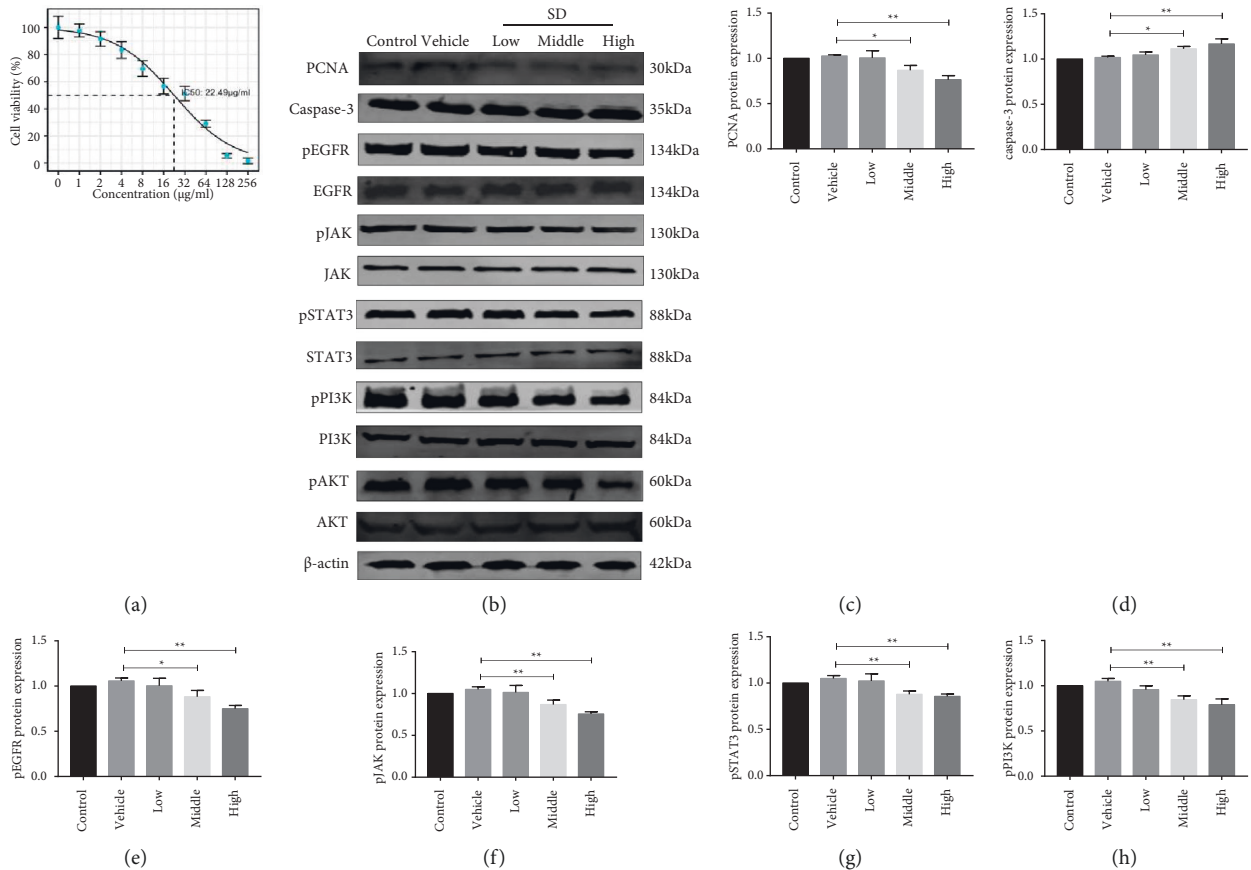 Cell viability (%)
100
80
60
40
20
0
IC50: 22.49μg/ml
0 1 2 4 8 16 32 64 128 256
Concentration (μg/ml)
(a)
SD
Control Vehicle Low Middle High
PCNA 30kDa
Caspase-3 35kDa
pEGFR 134kDa
EGFR 134kDa
pJAK 130kDa
JAK 130kDa
pSTAT3 88kDa
STAT3 88kDa
pPI3K 84kDa
PI3K 84kDa
pAKT 60kDa
AKT 60kDa
β-actin 42kDa
(b)
PCNA protein expression
1.5
1.0
0.5
0.0
**
*
Control Vehicle Low Middle High
(c)
caspase-3 protein expression
1.5
1.0
0.5
0.0
**
*
Control Vehicle Low Middle High
(d)
pEGFR protein expression
1.5
1.0
0.5
0.0
**
*
Control Vehicle Low Middle High
(e)
pJAK protein expression
1.5
1.0
0.5
0.0
**
**
Control Vehicle Low Middle High
(f)
pSTAT3 protein expression
1.5
1.0
0.5
0.0
**
**
Control Vehicle Low Middle High
(g)
pPI3K protein expression
1.5
1.0
0.5
0.0
**
**
Control Vehicle Low Middle High
(h)